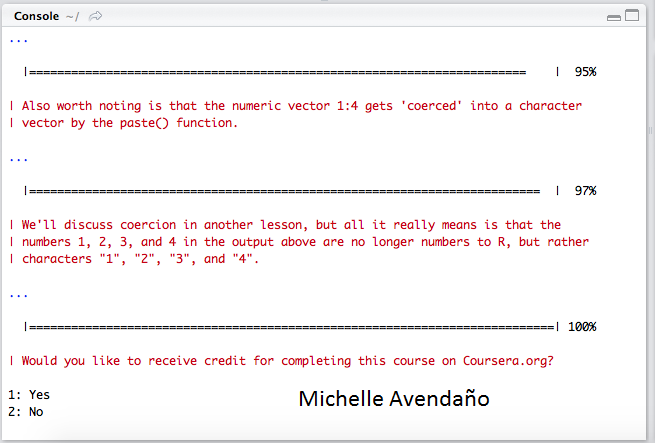 Console ~/
...
|======================================================================= | 95%
| Also worth noting is that the numeric vector 1:4 gets 'coerced' into a character
| vector by the paste() function.
...
|========================================================================= | 97%
| We'll discuss coercion in another lesson, but all it really means is that the
| numbers 1, 2, 3, and 4 in the output above are no longer numbers to R, but rather
| characters "1", "2", "3", and "4".
...
|===========================================================================| 100%
| Would you like to receive credit for completing this course on Coursera.org?
1: Yes
2: No
Michelle Avendaño